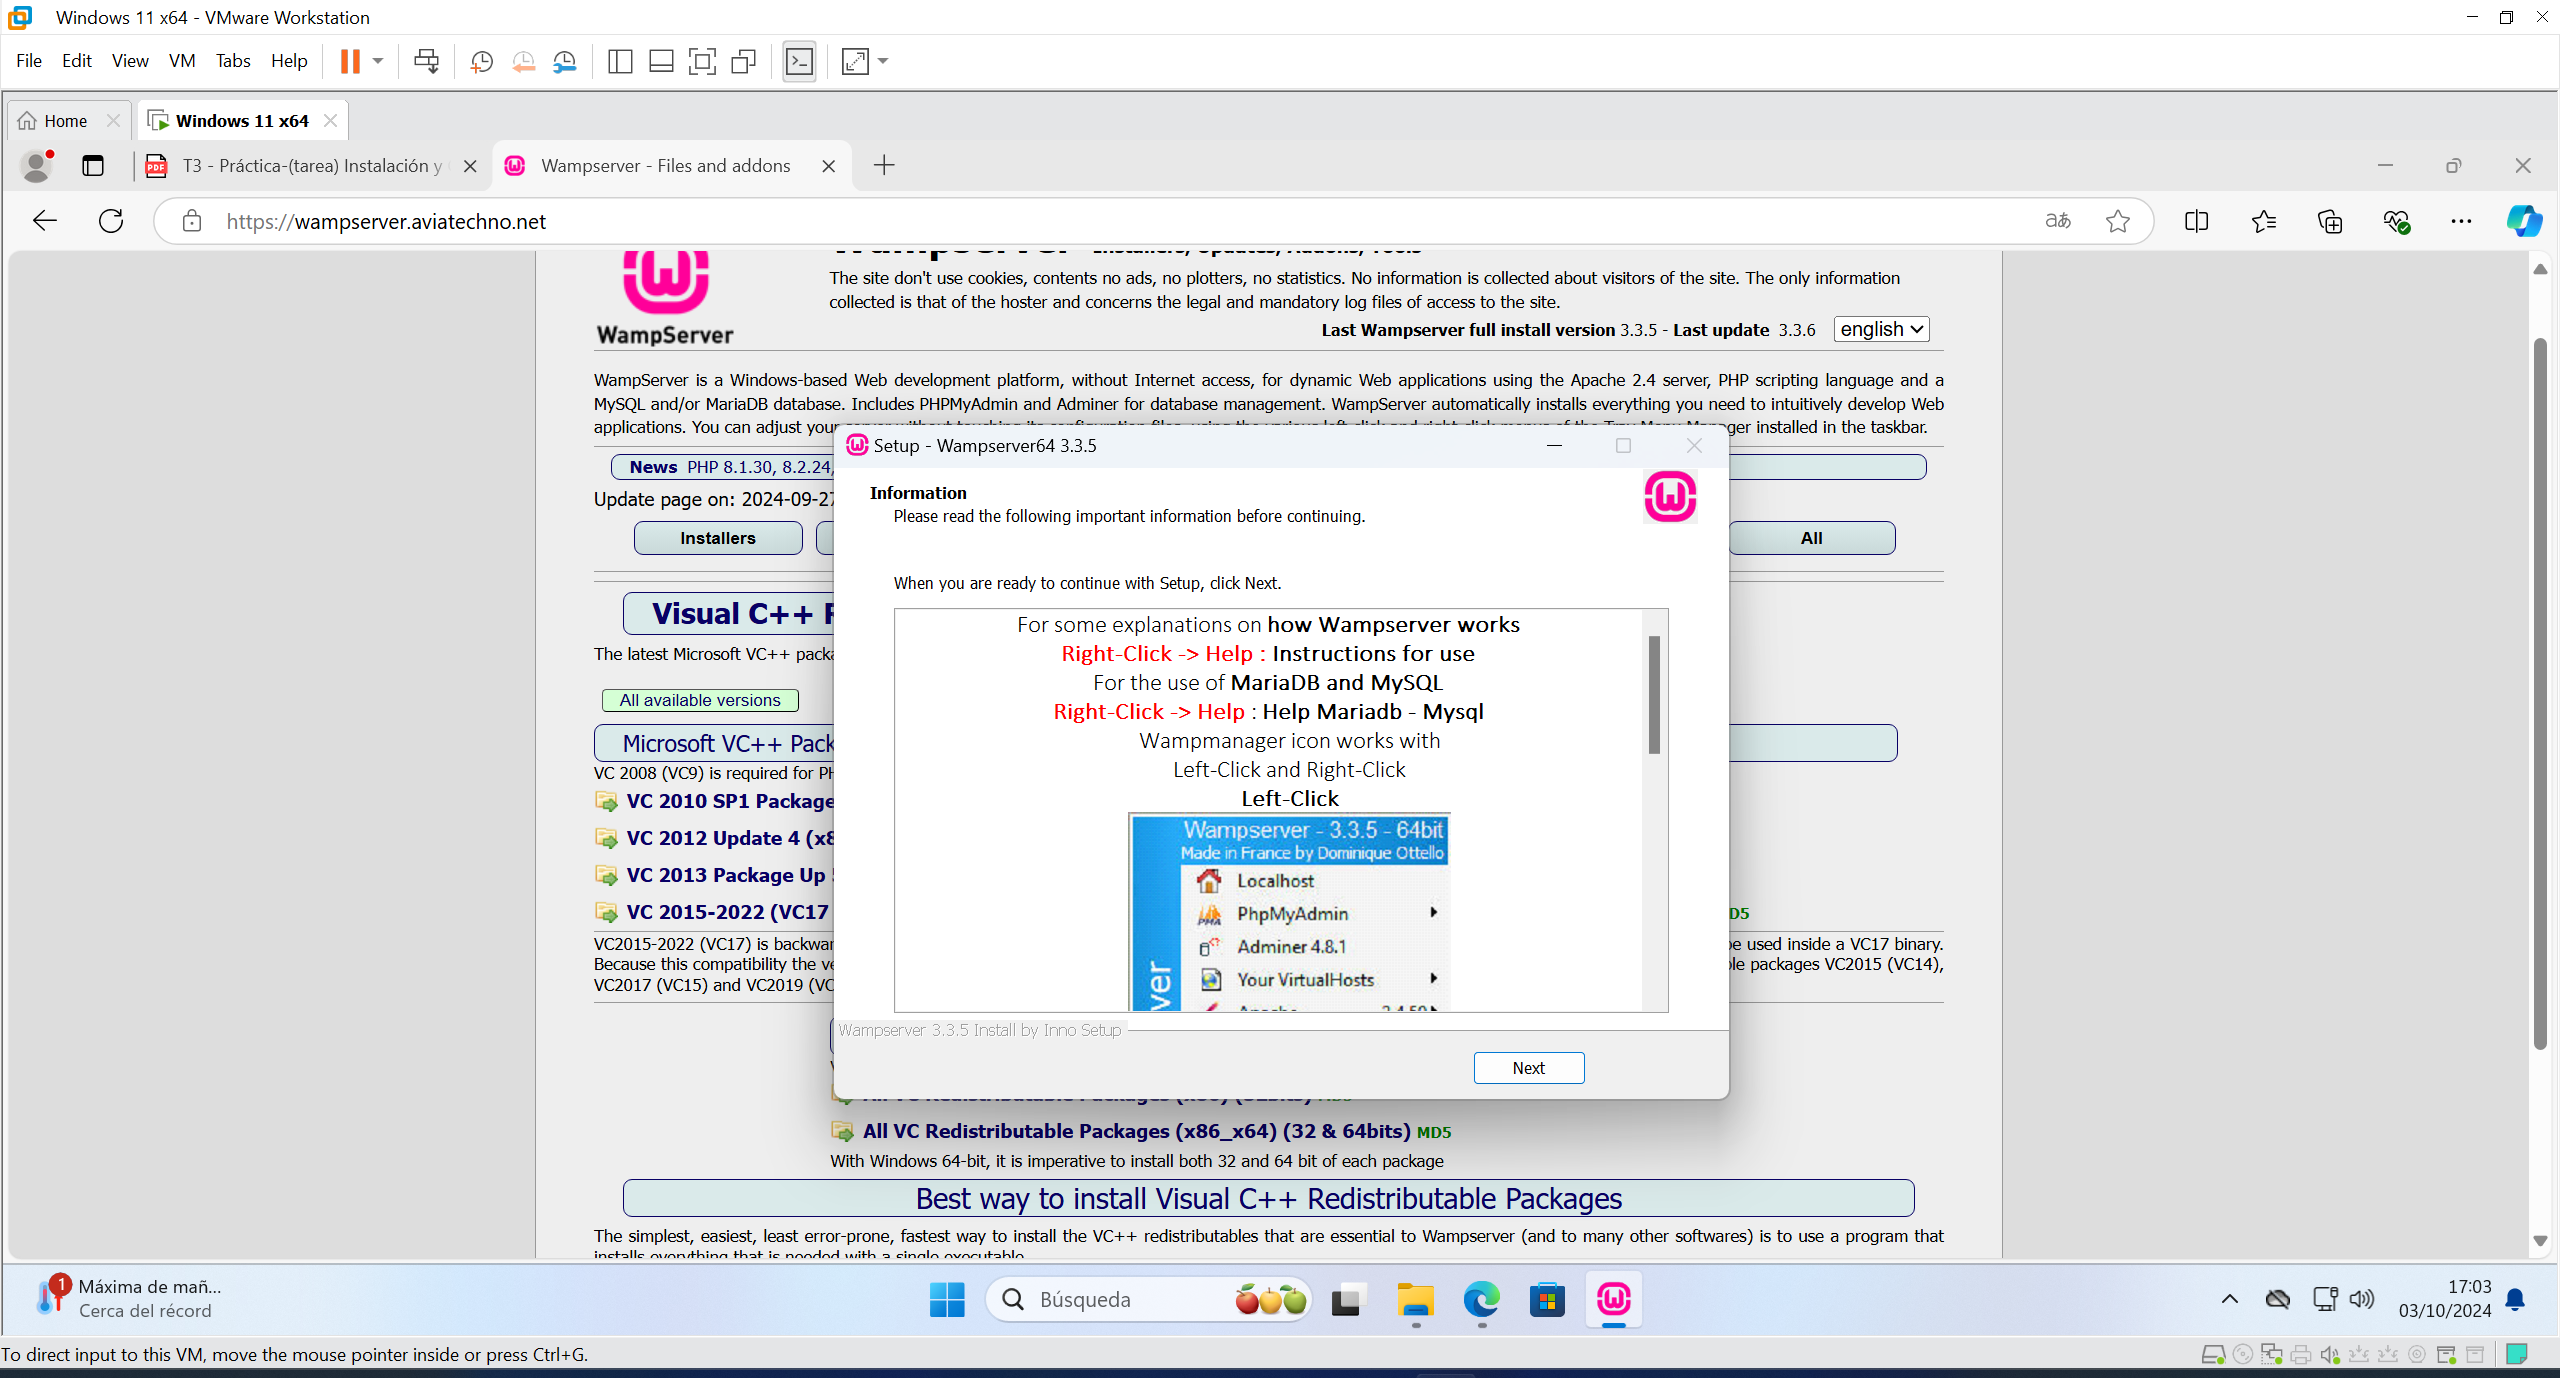 Windows 11 x64 - VMware Workstation
File Edit View VM Tabs Help
Home
Windows 11 x64
T3 - Práctica-(tarea) Instalación y
Wampserver - Files and addons
https://wampserver.aviatechno.net
The site don't use cookies, contents no ads, no plotters, no statistics. No information is collected about visitors of the site. The only information
collected is that of the hoster and concerns the legal and mandatory log files of access to the site.
WampServer
Last Wampserver full install version 3.3.5 - Last update 3.3.6
english
WampServer is a Windows-based Web development platform, without Internet access, for dynamic Web applications using the Apache 2.4 server, PHP scripting language and a
MySQL and/or MariaDB database. Includes PHPMyAdmin and Adminer for database management. WampServer automatically installs everything you need to intuitively develop Web
applications. You can adjust your
installed in the taskbar.
News PHP 8.1.30, 8.2.24,
Update page on: 2024-09-27
Installers
All
Visual C++
The latest Microsoft VC++
All available versions
Microsoft VC++
VC 2008 (VC9) is required for
VC 2010 SP1 Package
VC 2012 Update 4
VC 2013 Package Up
VC 2015-2022 (VC17
VC2015-2022 (VC17) is
be used inside a VC17 binary.
Because this compatibility the
packages VC2015 (VC14),
VC2017 (VC15) and VC2019
Setup - Wampserver64 3.3.5
Information
Please read the following important information before continuing.
When you are ready to continue with Setup, click Next.
For some explanations on how Wampserver works
Right-Click -> Help : Instructions for use
For the use of MariaDB and MySQL
Right-Click -> Help : Help Mariadb - Mysql
Wampmanager icon works with
Left-Click and Right-Click
Left-Click
Wampserver - 3.3.5 - 64bit
Made in France by Dominique Ottello
Localhost
PhpMyAdmin
Adminer 4.8.1
Your VirtualHosts
Wampserver 3.3.5 Install by Inno Setup
Next
All VC Redistributable Packages (x86_x64) (32 & 64bits) MD5
With Windows 64-bit, it is imperative to install both 32 and 64 bit of each package
Best way to install Visual C++ Redistributable Packages
The simplest, easiest, least error-prone, fastest way to install the VC++ redistributables that are essential to Wampserver (and to many other softwares) is to use a program that
installs everything that is needed with a single executable
1
Máxima de mañ...
Cerca del récord
Búsqueda
17:03
03/10/2024
To direct input to this VM, move the mouse pointer inside or press Ctrl+G.